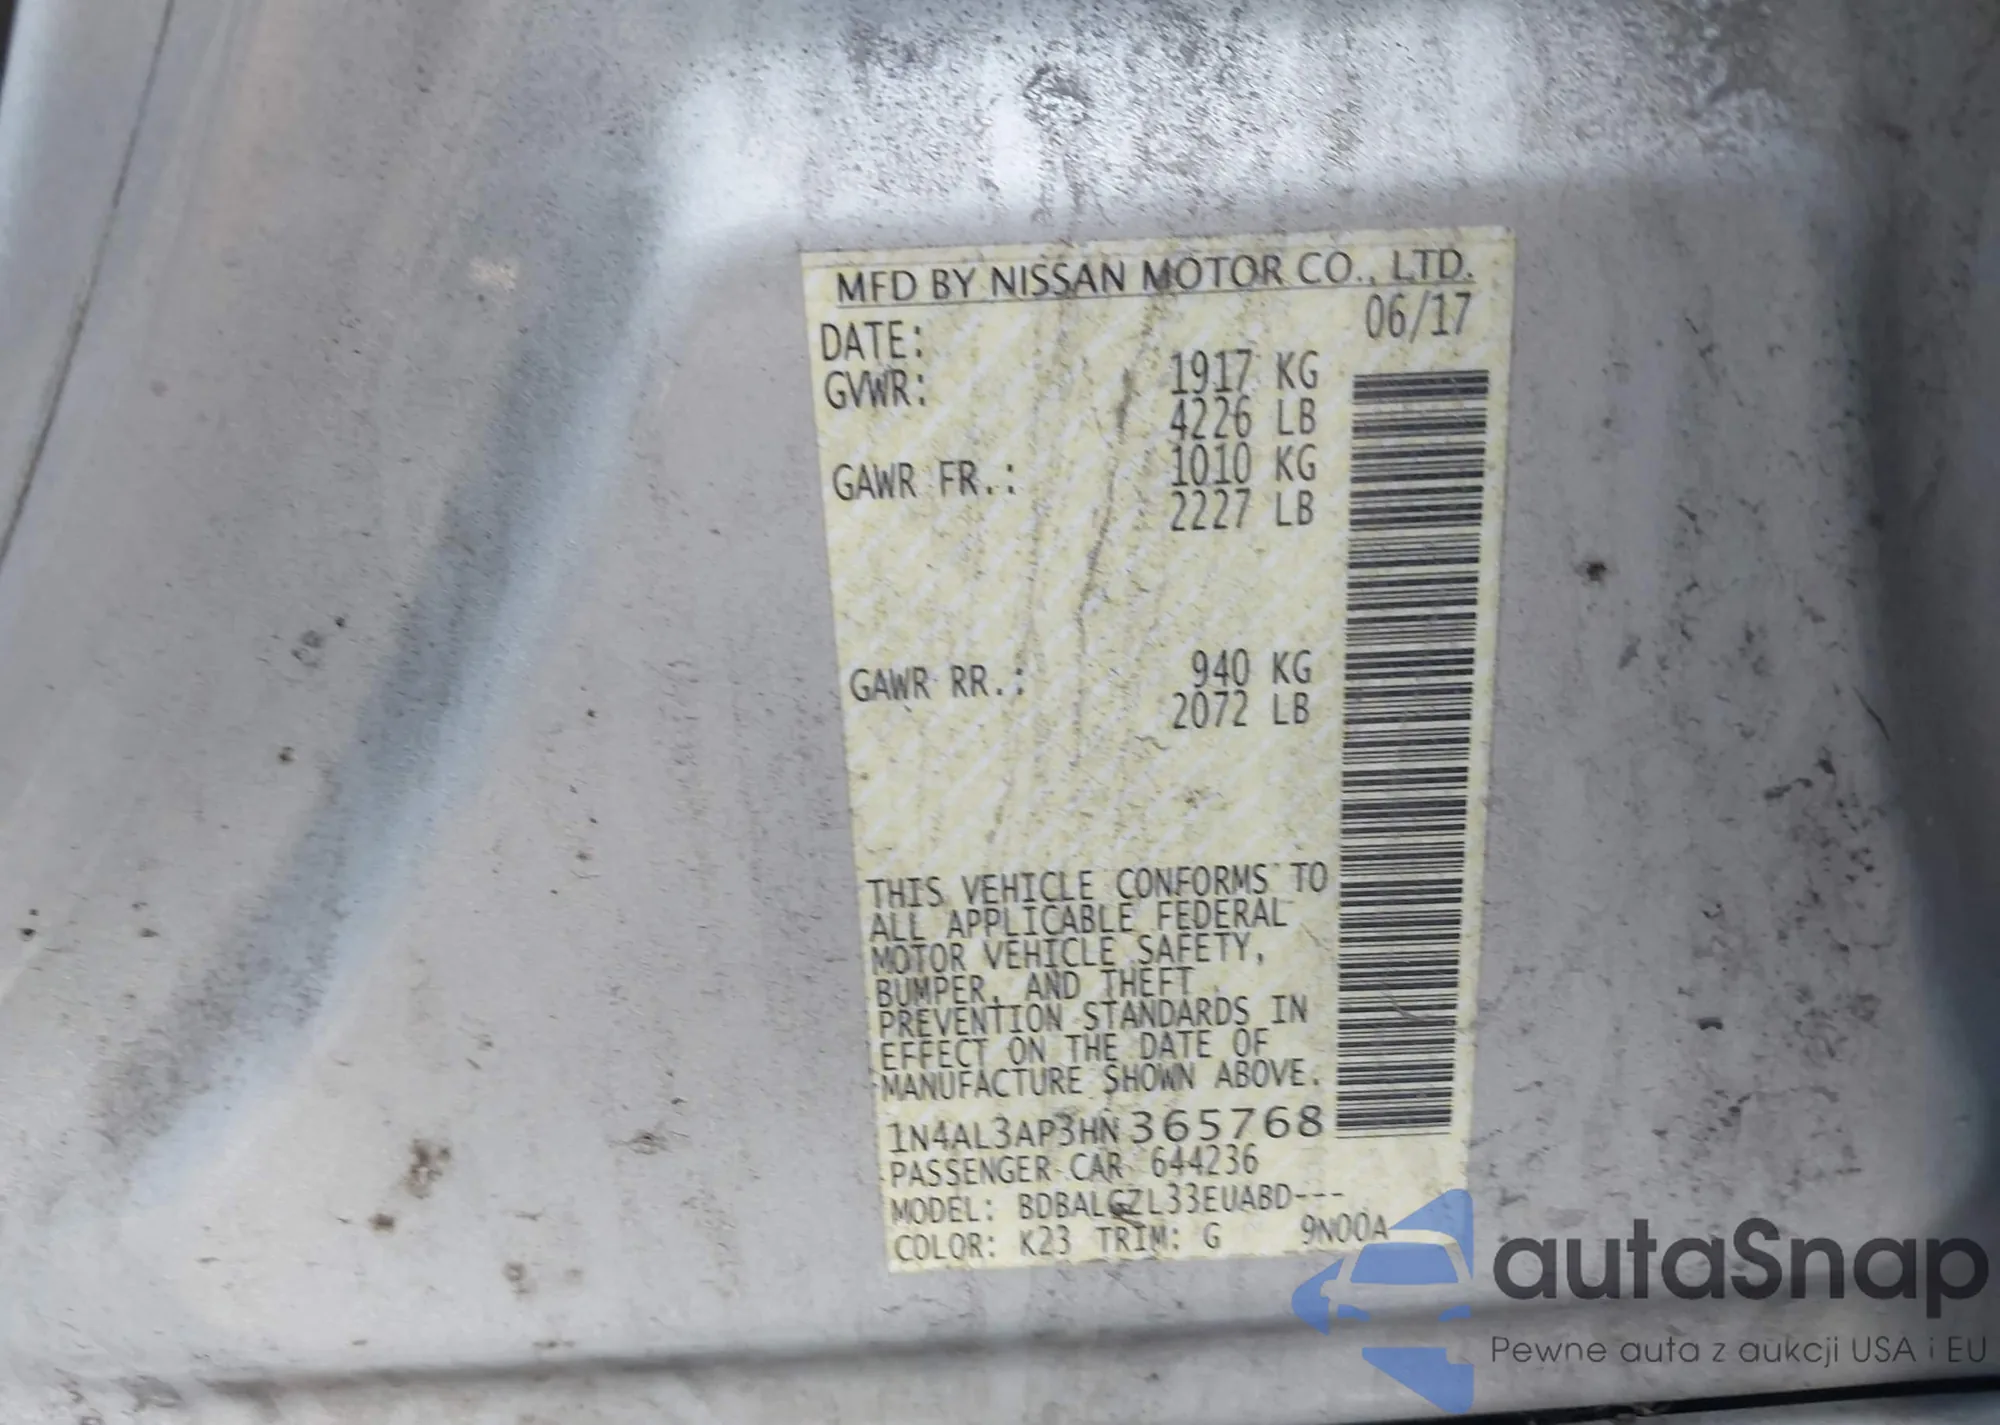 MFD BY NISSAN MOTOR CO., LTD.
DATE: 06/17
GVWR: 1917 KG
4226 LB
GAWR FR.: 1010 KG
2227 LB
GAWR RR.: 940 KG
2072 LB
THIS VEHICLE CONFORMS TO
ALL APPLICABLE FEDERAL
MOTOR VEHICLE SAFETY,
BUMPER, AND THEFT
PREVENTION STANDARDS IN
EFFECT ON THE DATE OF
MANUFACTURE SHOWN ABOVE.
1N4AL3AP3HN365768
PASSENGER CAR 644236
MODEL: BDBALGZL33EUABD---
COLOR: K23 TRIM: G 9N00A
autaSnap
Pewne auta z aukcji USA i EU